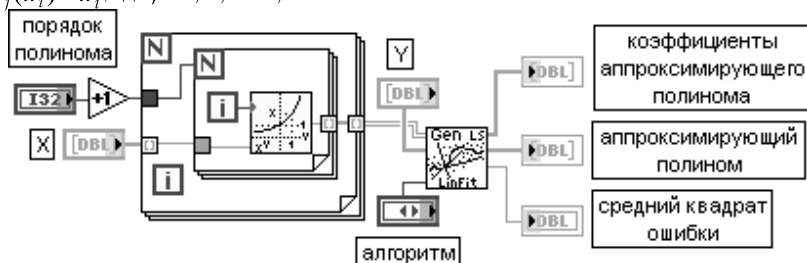 порядок
полинома
N
N
Y
I32
+1
i
X
[DBL]
i
[DBL]
Gen LS
LinFit
алгоритм
DBL]
коэффициенты
аппроксимирующего
полинома
DBL]
аппроксимирующий
полином
DBL
средний квадрат
ошибки